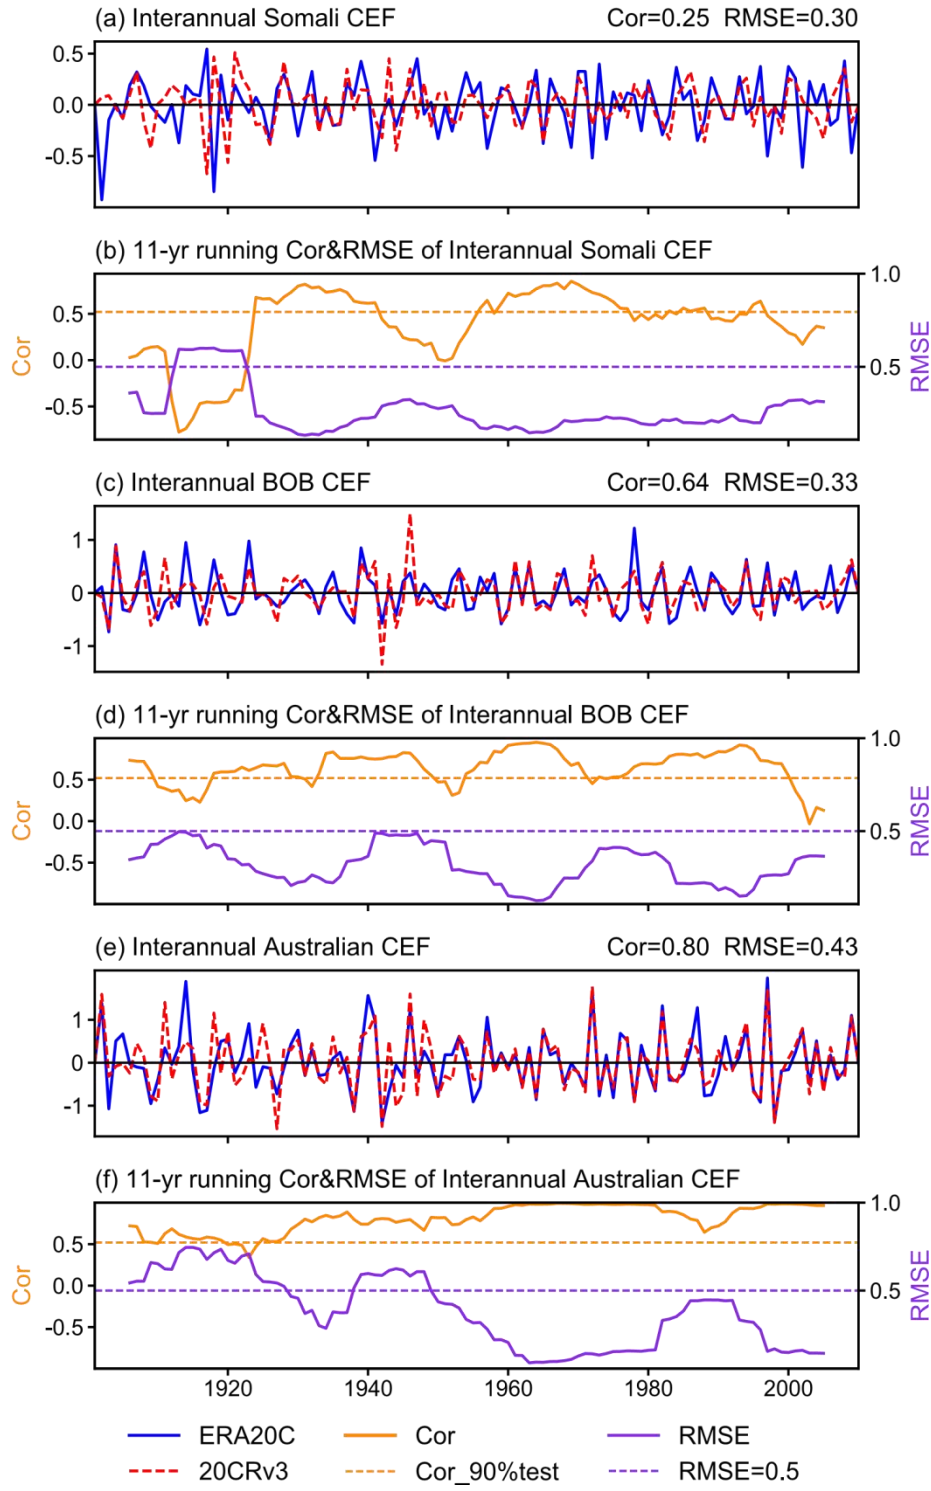 (a) Interannual Somali CEF Cor=0.25 RMSE=0.30
0.5
0.0
-0.5
(b) 11-yr running Cor&RMSE of Interannual Somali CEF
1.0
0.5
0.0
0.5
-0.5
Cor
RMSE
(c) Interannual BOB CEF Cor=0.64 RMSE=0.33
1
0
-1
(d) 11-yr running Cor&RMSE of Interannual BOB CEF
1.0
0.5
0.0
0.5
-0.5
Cor
RMSE
(e) Interannual Australian CEF Cor=0.80 RMSE=0.43
1
0
-1
(f) 11-yr running Cor&RMSE of Interannual Australian CEF
1.0
0.5
0.0
0.5
-0.5
Cor
RMSE
1920 1940 1960 1980 2000
ERA20C Cor RMSE
20CRv3 Cor_90%test RMSE=0.5